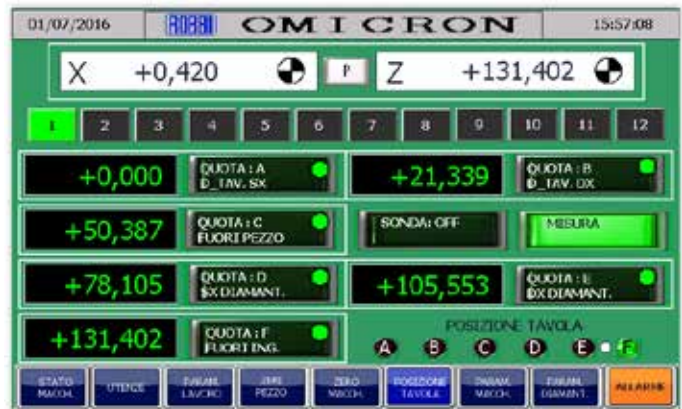 01/07/2016 ROBBI OMICRON 15:57:08
X +0,420 P Z +131,402
1 2 3 4 5 6 7 8 9 10 11 12
+0,000 QUOTA : A
D_TAV. SX
+21,339 QUOTA : B
D_TAV. DX
+50,387 QUOTA : C
FUORI PEZZO
SONDA: OFF MISURA
+78,105 QUOTA : D
SX DIAMANT.
+105,553 QUOTA : E
DX DIAMANT.
+131,402 QUOTA : F
FUORI ING.
POSIZIONE TAVOLA
A B C D E F
STATO
MACCH.
UTENZE
PARAM.
LAVORO
PEZZO
ZERO
MACCH.
POSIZIONE
TAVOLA
PARAM.
MACCH.
PARAM.
DIAMANT.
ALLARME